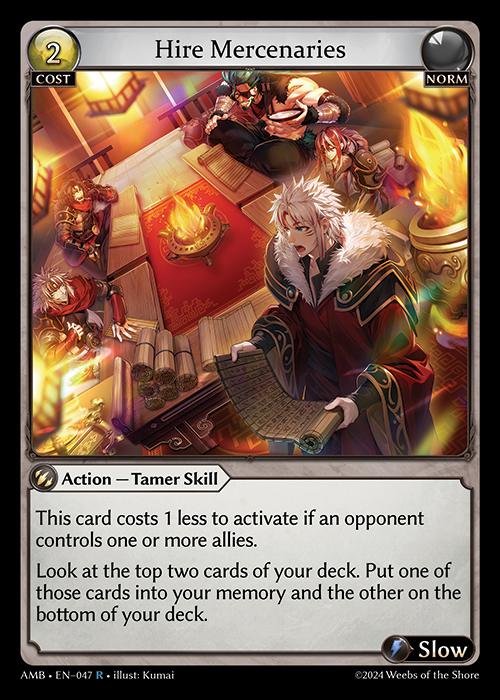 2
Hire Mercenaries
COST
NORM
Action — Tamer Skill
This card costs 1 less to activate if an opponent
controls one or more allies.
Look at the top two cards of your deck. Put one of
those cards into your memory and the other on the
bottom of your deck.
Slow
AMB • EN–047 R • illust: Kumai
©2024 Weebs of the Shore